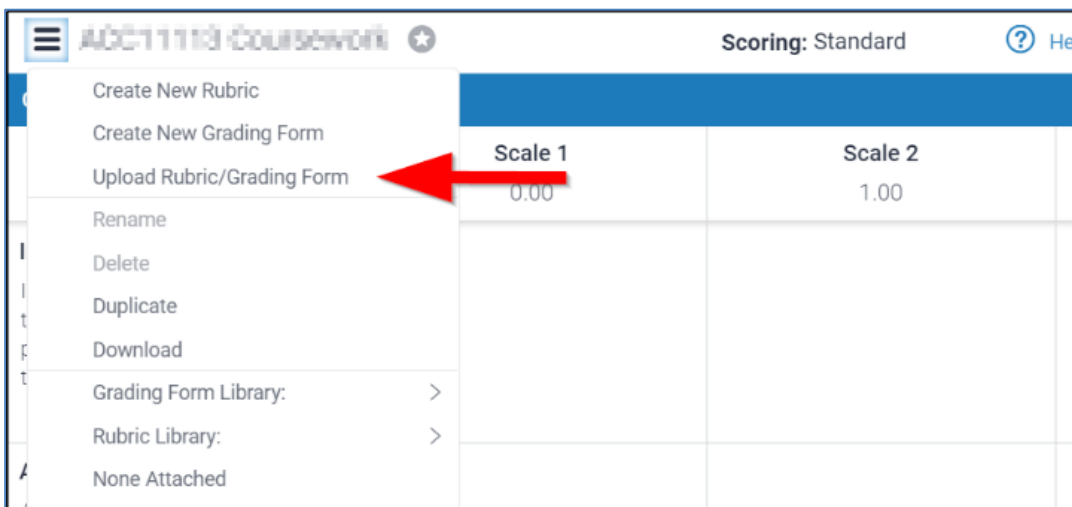 Coursework
Scoring: Standard
? He
Create New Rubric
Create New Grading Form
Upload Rubric/Grading Form
Scale 1
Scale 2
0.00
1.00
Rename
Delete
Duplicate
Download
Grading Form Library:
Rubric Library:
None Attached